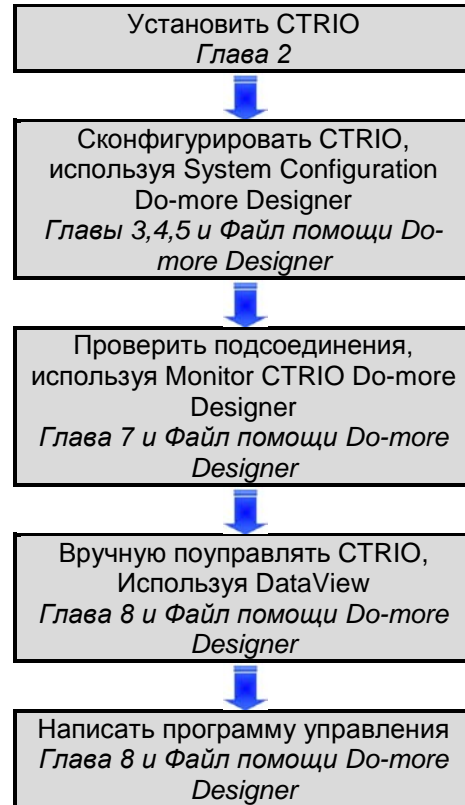 Установить CTRIO
Глава 2
Сконфигурировать CTRIO,
используя System Configuration
Do-more Designer
Главы 3,4,5 и Файл помощи Do-
more Designer
Проверить подсоединения,
используя Monitor CTRIO Do-more
Designer
Глава 7 и Файл помощи Do-more
Designer
Вручную поуправлять CTRIO,
Используя DataView
Глава 8 и Файл помощи Do-more
Designer
Написать программу управления
Глава 8 и Файл помощи Do-more
Designer